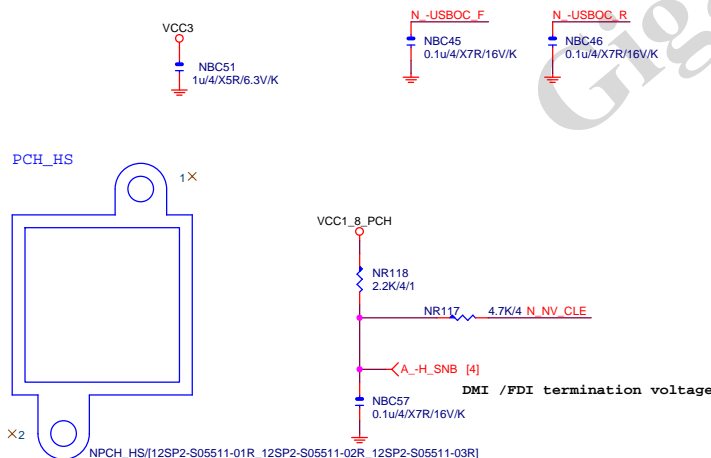 N_-USBOC_F
N_-USBOC_R
VCC3
NBC45
0.1u/4/X7R/16V/K
NBC46
0.1u/4/X7R/16V/K
NBC51
1u/4/X5R/6.3V/K
PCH_HS
1
VCC1_8_PCH
NR118
2.2K/4/1
NR117
4.7K/4
N_NV_CLE
A_-H_SNB [4]
DMI /FDI termination voltage
NBC57
0.1u/4/X7R/16V/K
2
NPCH_HS/[12SP2-S05511-01R_12SP2-S05511-02R_12SP2-S05511-03R]